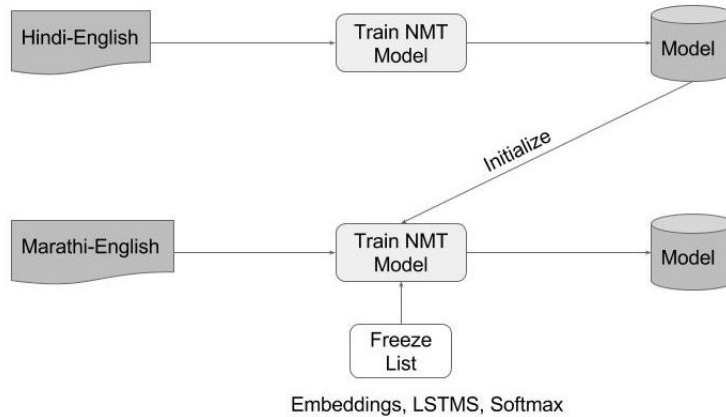 Hindi-English
Train NMT
Model
Model
Initialize
Marathi-English
Train NMT
Model
Model
Freeze
List
Embeddings, LSTMS, Softmax